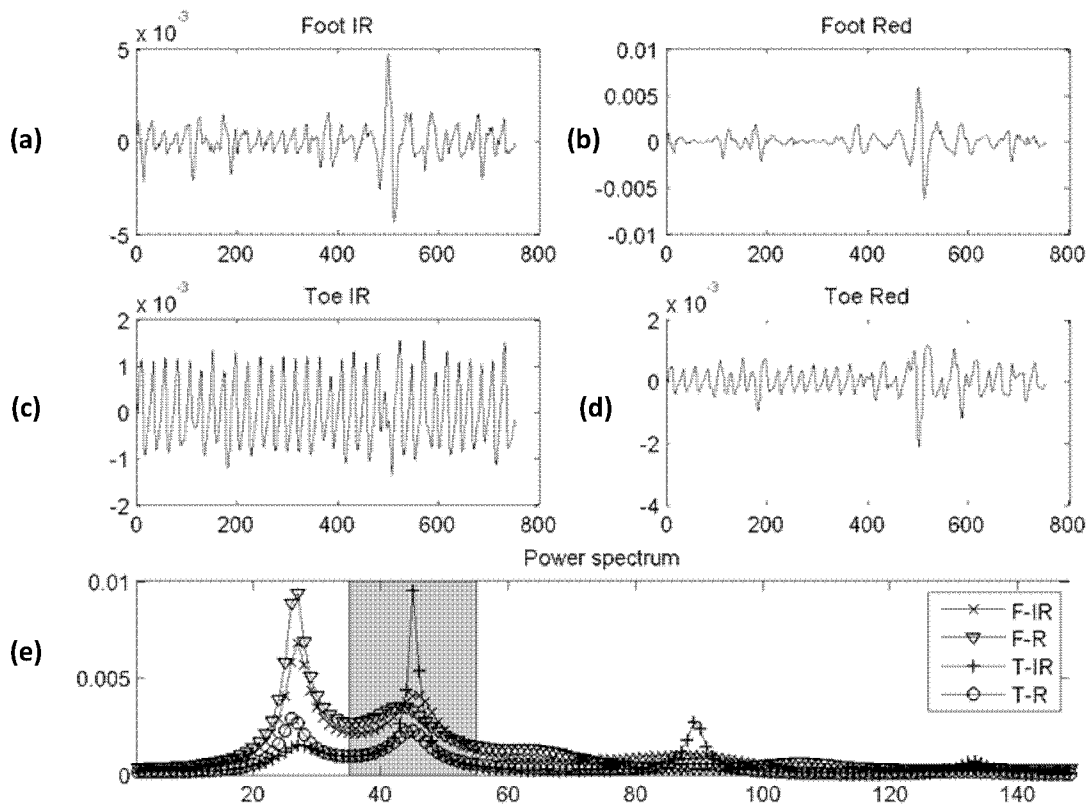 Foot IR
Foot Red
x 10⁻³
5
0
-5
0 200 400 600 800
(a)
0.01
0.005
0
-0.005
-0.01
0 200 400 600 800
(b)
Toe IR
Toe Red
x 10⁻³
2
1
0
-1
-2
0 200 400 600 800
(c)
x 10⁻³
2
0
-2
-4
0 200 400 600 800
(d)
Power spectrum
0.01
0.005
0
20 40 60 80 100 120 140
(e)
F-IR
F-R
T-IR
T-R